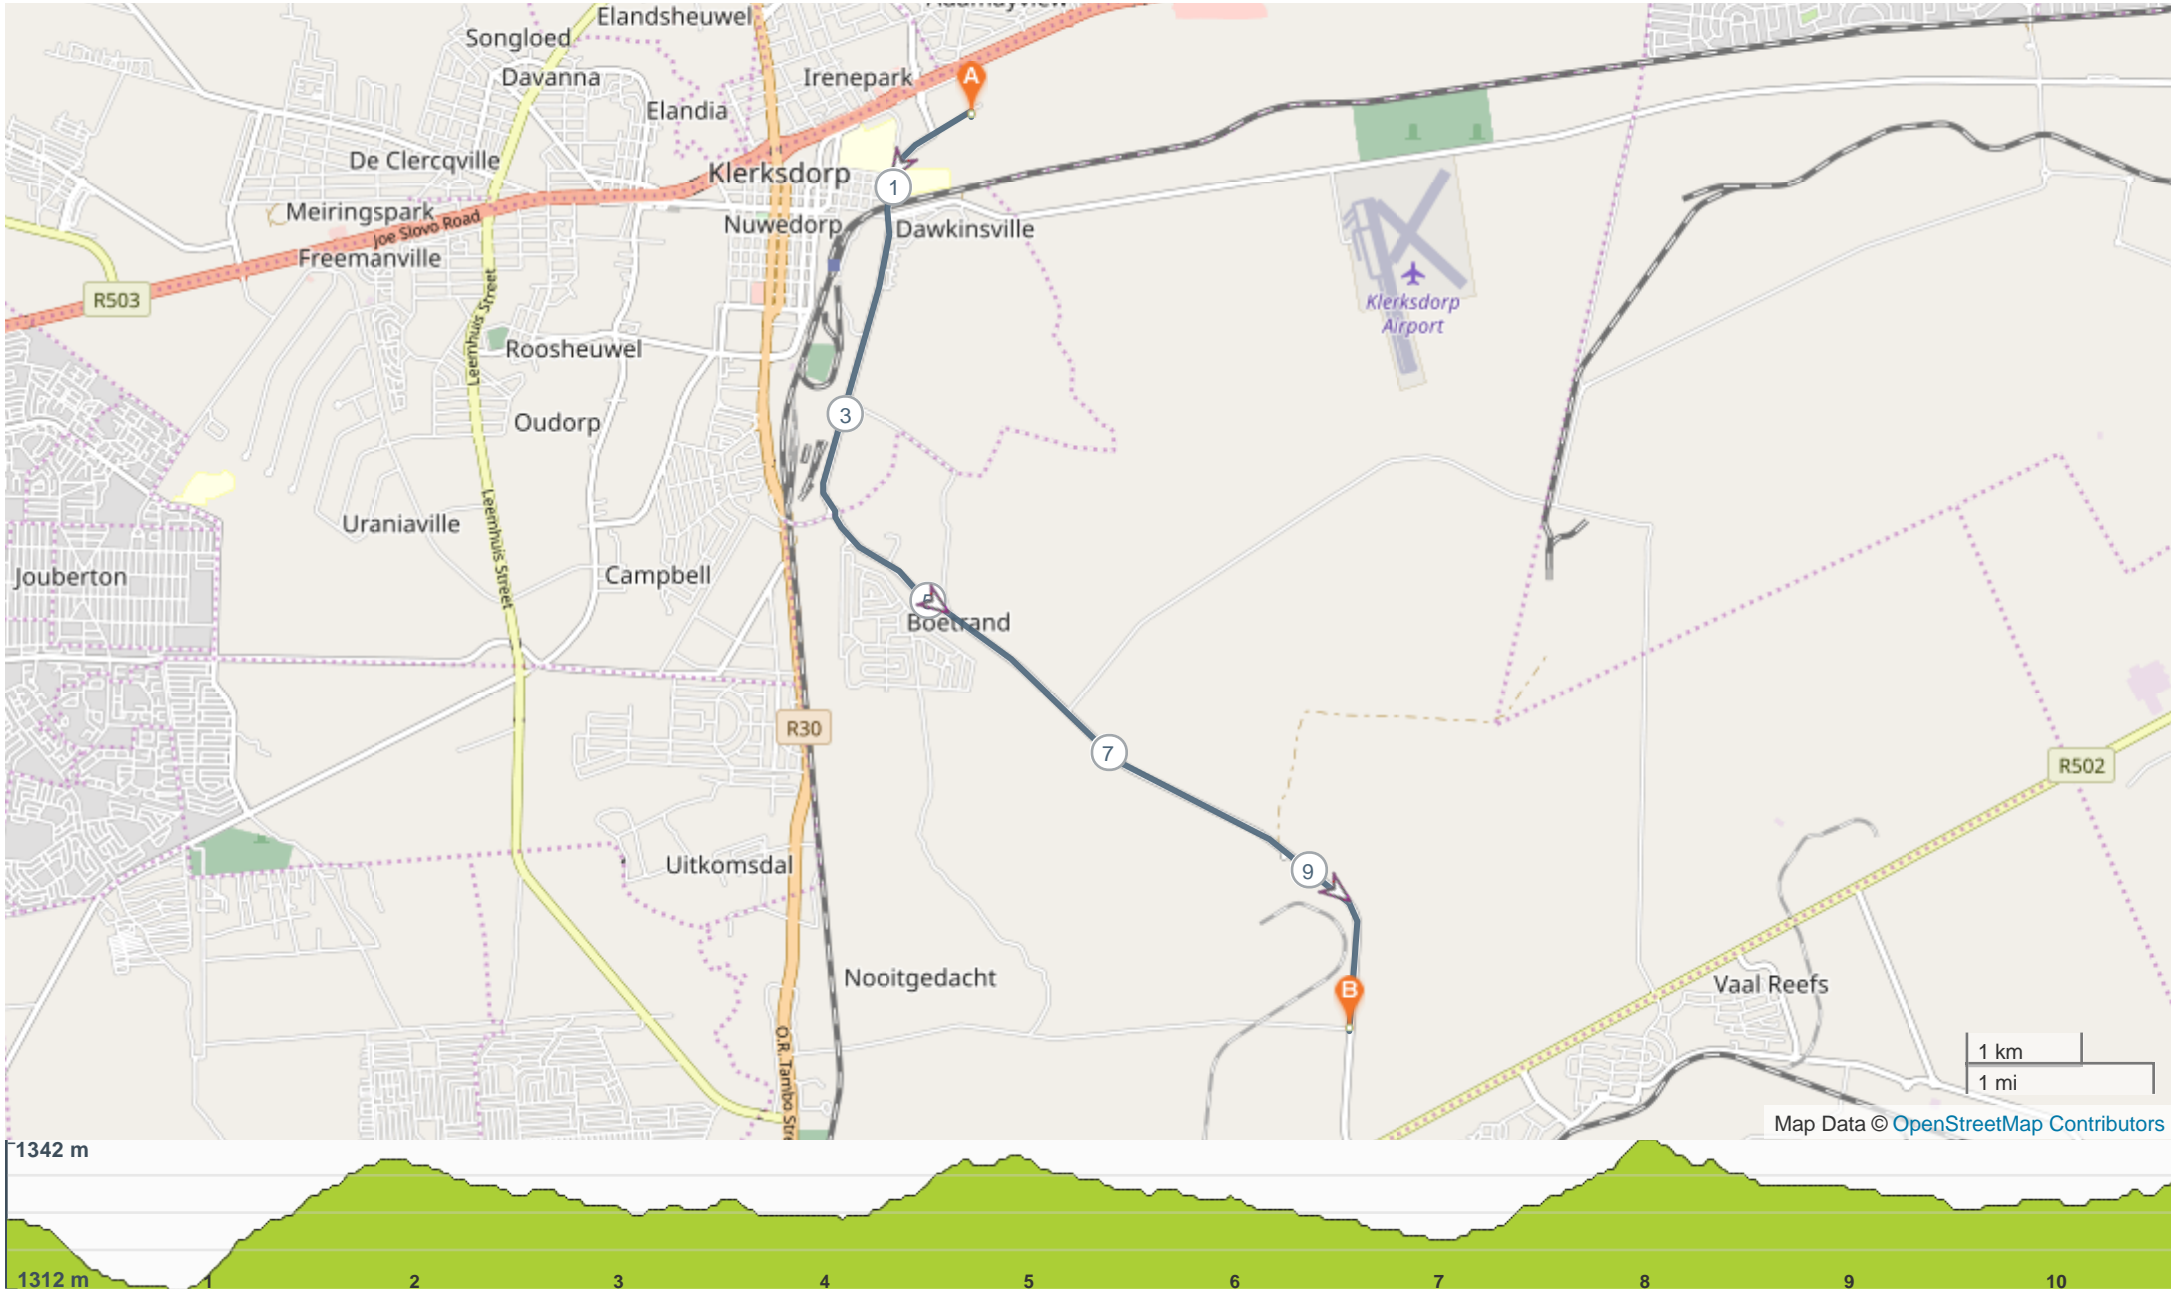 Elandsheuwel
Adamayview
Songloed
Davanna
Irenepark
A
Elandia
De Clercqville
Klerksdorp
1
Meiringspark
Joe Slovo Road
Nuwedorp
Dawkinsville
Freemanville
R503
Klerksdorp
Airport
Leemhuis Street
Roosheuwel
3
Oudorp
Uraniaville
Leemhuis Street
Jouberton
Campbell
Boetrand
R30
7
R502
Uitkomsdal
9
Nooitgedacht
B
Vaal Reefs
O.R. Tambo Stre
1 km
1 mi
Map Data © OpenStreetMap Contributors
1342 m
1312 m
1
2
3
4
5
6
7
8
9
10